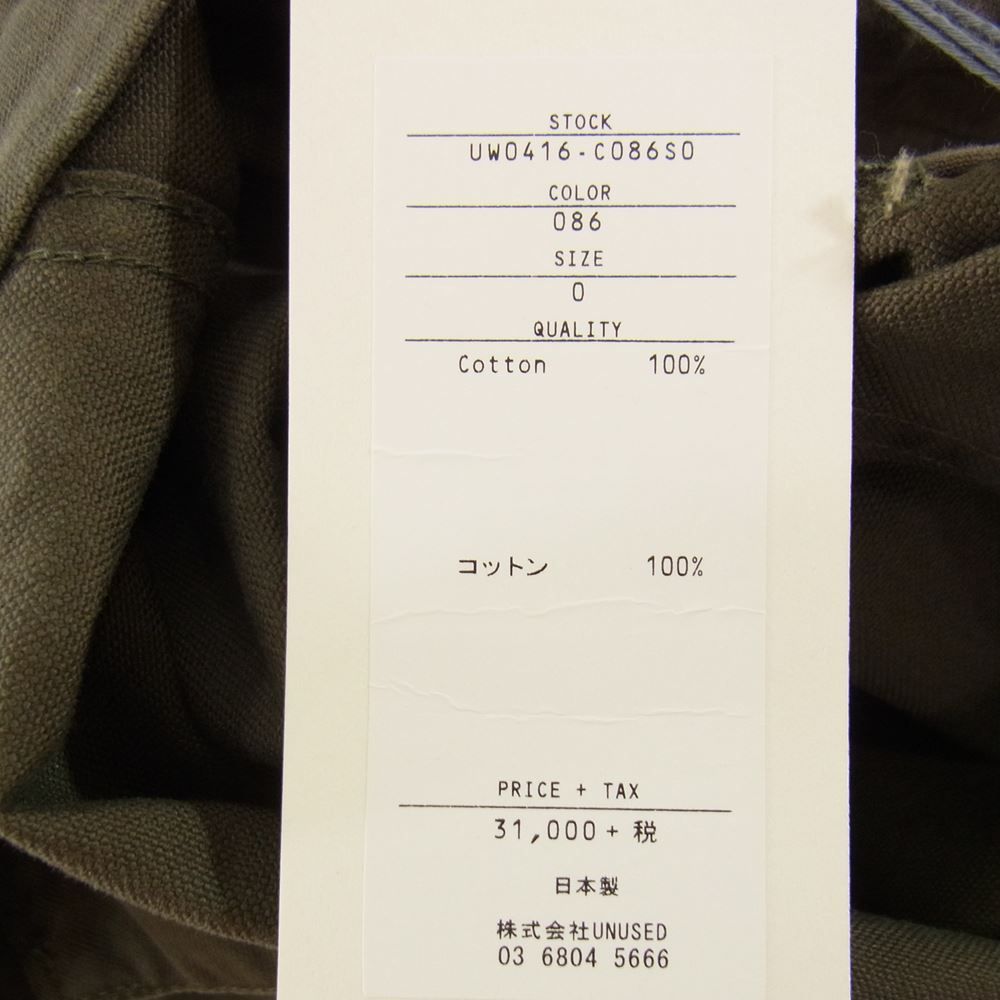 STOCK
UW0416-C086S0
COLOR
086
SIZE
0
QUALITY
Cotton 100%
コットン 100%
PRICE + TAX
31,000+ 税
日本製
株式会社UNUSED
03 6804 5666